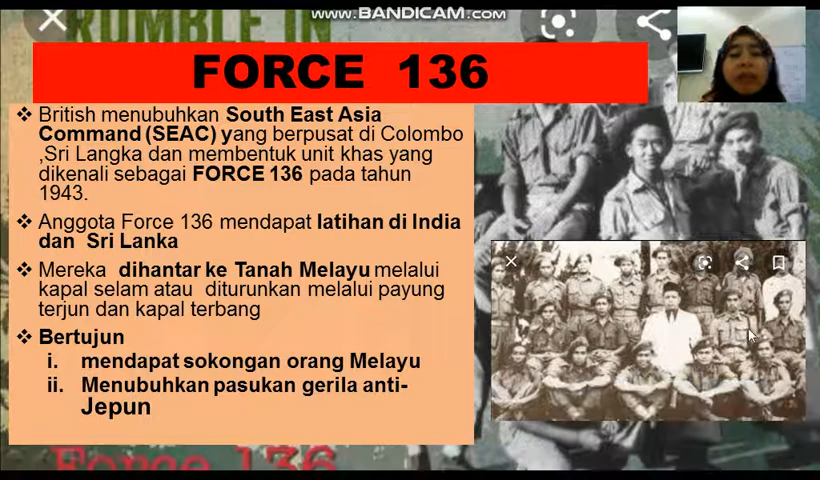 www.BANDICAM.com
RUMBLE IN
FORCE 136
❖ British menubuhkan South East Asia
Command (SEAC) yang berpusat di Colombo
,Sri Langka dan membentuk unit khas yang
dikenali sebagai FORCE 136 pada tahun
1943.
❖ Anggota Force 136 mendapat latihan di India
dan Sri Lanka
❖ Mereka dihantar ke Tanah Melayu melalui
kapal selam atau diturunkan melalui payung
terjun dan kapal terbang
❖ Bertujun
i. mendapat sokongan orang Melayu
ii. Menubuhkan pasukan gerila anti-
Jepun
Force 136